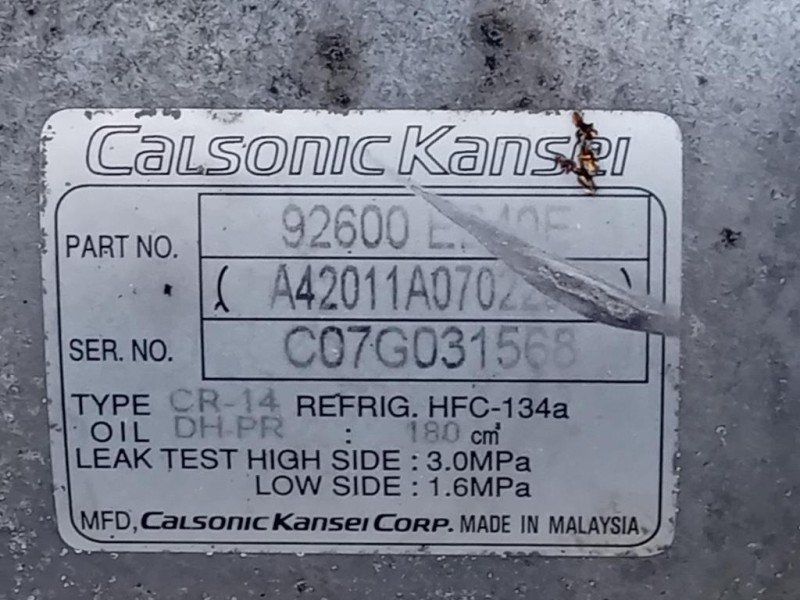 CALSONIC KANSEI
PART NO. 92600
SER. NO. C07G031568
TYPE CR-14 REFRIG. HFC-134a
OIL DH-PR : 180 cm³
LEAK TEST HIGH SIDE : 3.0MPa
LOW SIDE : 1.6MPa
MFD, CALSONIC KANSEI CORP. MADE IN MALAYSIA